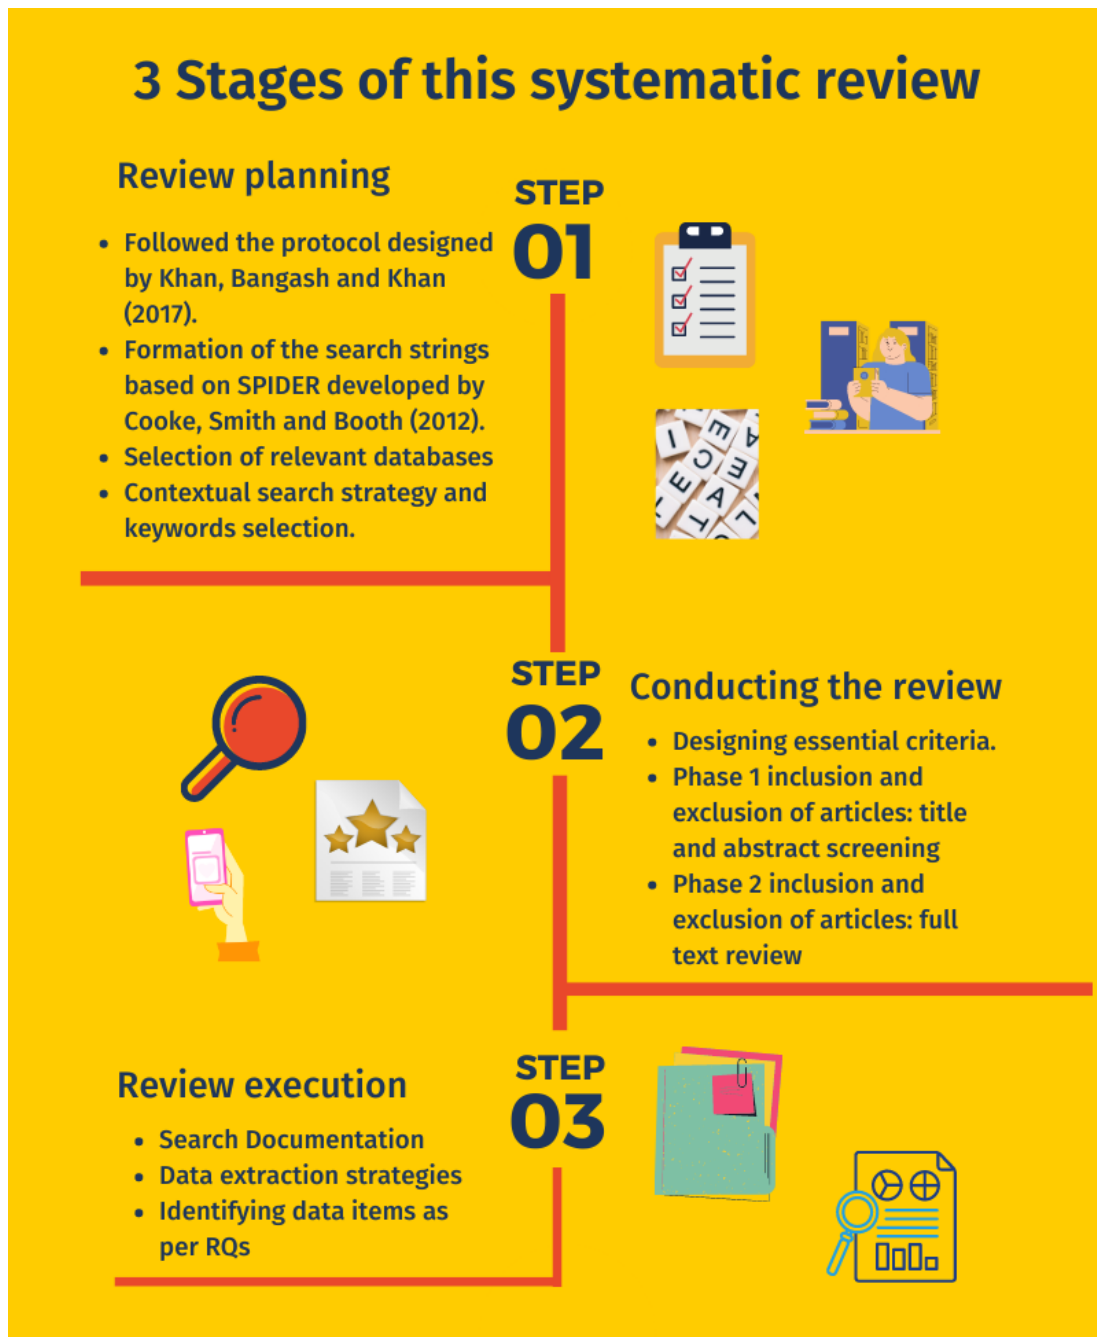 3 Stages of this systematic review
Review planning
STEP
01
• Followed the protocol designed
by Khan, Bangash and Khan
(2017).
• Formation of the search strings
based on SPIDER developed by
Cooke, Smith and Booth (2012).
• Selection of relevant databases
• Contextual search strategy and
keywords selection.
STEP
02
Conducting the review
• Designing essential criteria.
• Phase 1 inclusion and
exclusion of articles: title
and abstract screening
• Phase 2 inclusion and
exclusion of articles: full
text review
STEP
03
Review execution
• Search Documentation
• Data extraction strategies
• Identifying data items as
per RQs